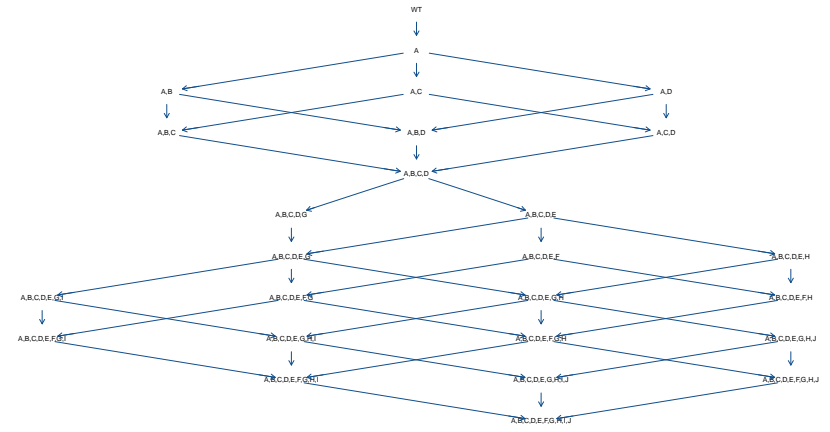 WT
A
A,B
A,C
A,D
A,B,C
A,B,D
A,C,D
A,B,C,D
A,B,C,D,G
A,B,C,D,E
A,B,C,D,E,G
A,B,C,D,E,F
A,B,C,D,E,H
A,B,C,D,E,G,I
A,B,C,D,E,F,G
A,B,C,D,E,G,H
A,B,C,D,E,F,H
A,B,C,D,E,F,G,I
A,B,C,D,E,G,H,I
A,B,C,D,E,F,G,H
A,B,C,D,E,G,H,J
A,B,C,D,E,F,G,H,I
A,B,C,D,E,G,H,I,J
A,B,C,D,E,F,G,H,J
A,B,C,D,E,F,G,H,I,J